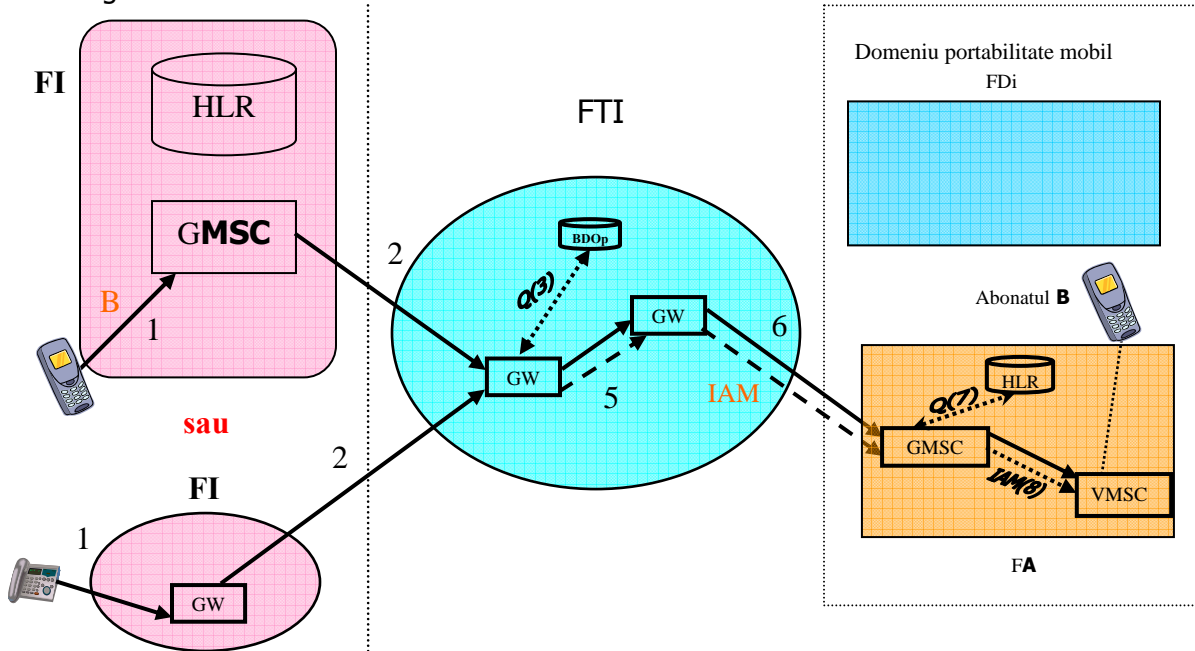 FI
HLR
GMSC
B
1
sau
FI
1
GW
2
2
FTI
BDOp
Q(3)
GW
GW
5
6
IAM
Domeniu portabilitate mobil
FDi
Abonatul B
HLR
Q(7)
GMSC
IAM(8)
VMSC
FA